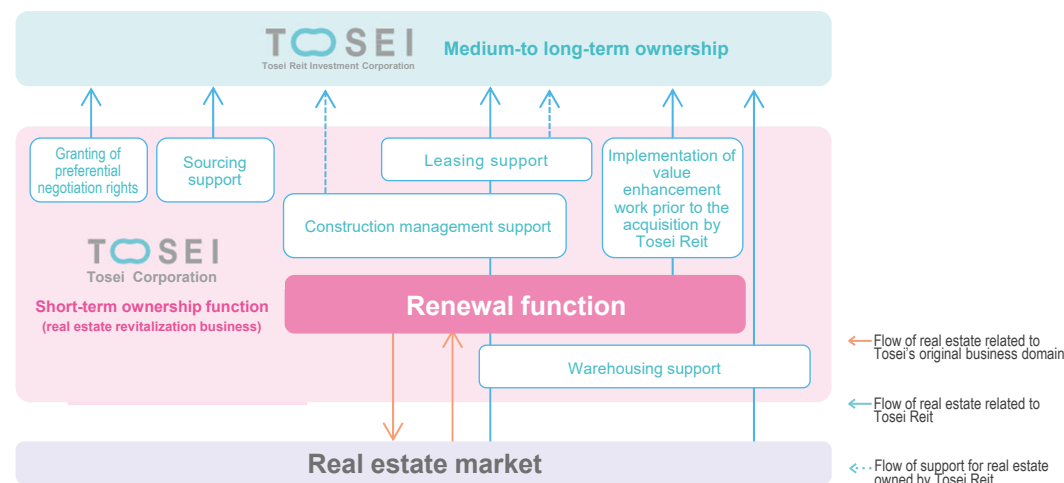 TOSEI
Tosei Reit Investment Corporation
Medium-to long-term ownership
Granting of
preferential
negotiation rights
Sourcing
support
Leasing support
Implementation of
value
enhancement
work prior to the
acquisition by
Tosei Reit
Construction management support
TOSEI
Tosei Corporation
Short-term ownership function
(real estate revitalization business)
Renewal function
Warehousing support
Real estate market
Flow of real estate related to
Tosei's original business domain
Flow of real estate related to
Tosei Reit
Flow of support for real estate
owned by Tosei Reit